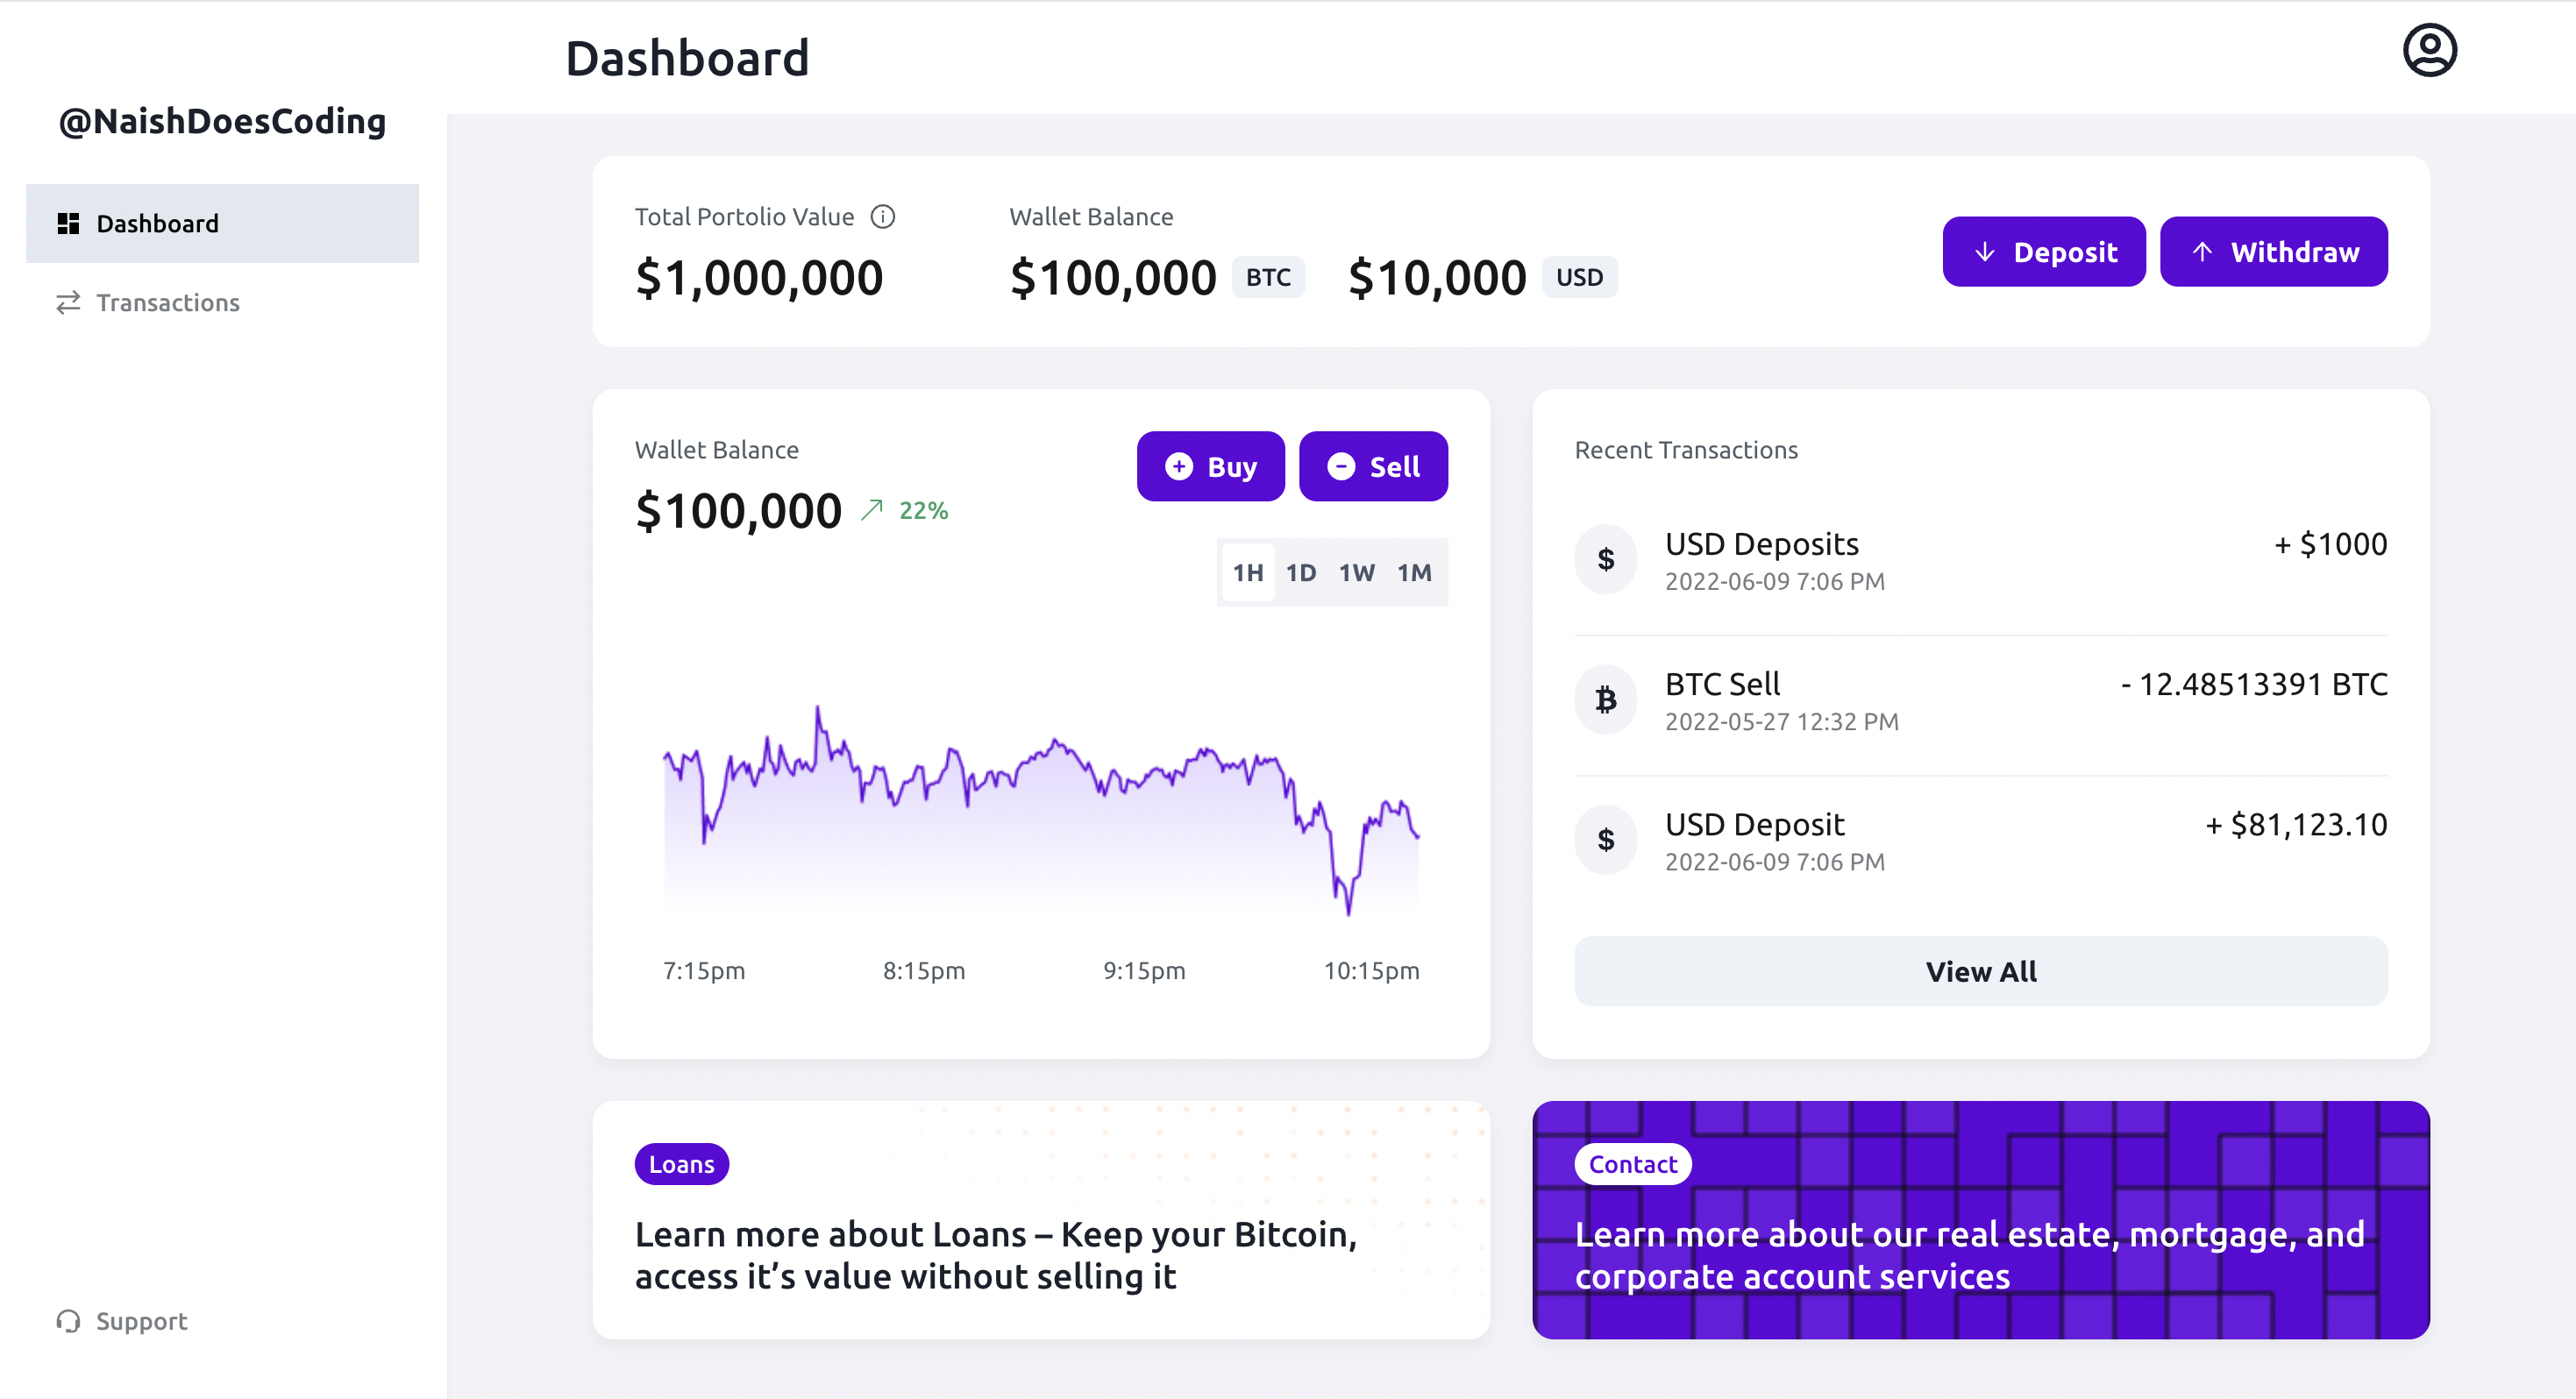 Dashboard
@NaishDoesCoding
Dashboard
Transactions
Support
Total Portolio Value
$1,000,000
Wallet Balance
$100,000 BTC $10,000 USD
Deposit
Withdraw
Wallet Balance
$100,000 22%
Buy
Sell
1H 1D 1W 1M
7:15pm 8:15pm 9:15pm 10:15pm
Recent Transactions
$ USD Deposits + $1000
2022-06-09 7:06 PM
BTC Sell - 12.48513391 BTC
2022-05-27 12:32 PM
$ USD Deposit + $81,123.10
2022-06-09 7:06 PM
View All
Loans
Learn more about Loans – Keep your Bitcoin,
access it’s value without selling it
Contact
Learn more about our real estate, mortgage, and
corporate account services